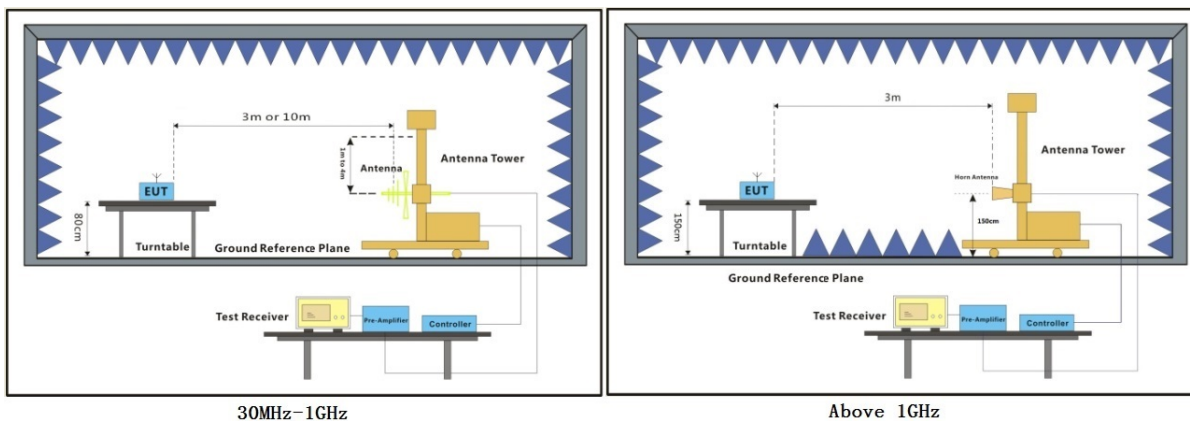 3m or 10m
1m to 4m
Antenna
Antenna Tower
EUT
80cm
Turntable
Ground Reference Plane
Test Receiver
Pre-Amplifier
Controller
30MHz-1GHz
3m
Antenna Tower
Horn Antenna
EUT
150cm
150cm
Turntable
Ground Reference Plane
Test Receiver
Pre-Amplifier
Controller
Above 1GHz